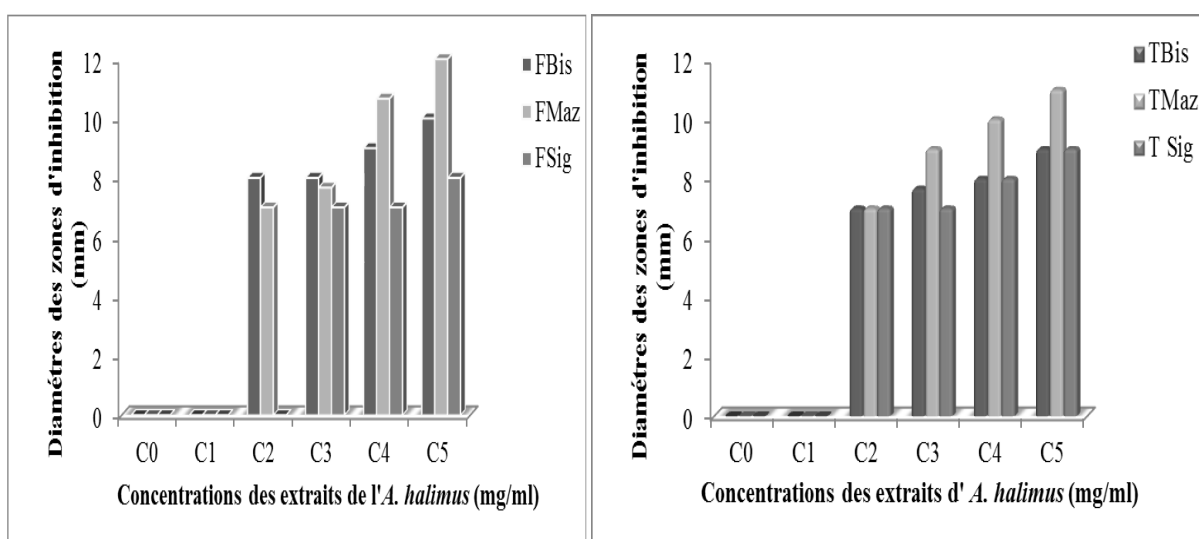 Diamétres des zones d'inhibition
(mm)
12
10
8
6
4
2
0
C0 C1 C2 C3 C4 C5
Concentrations des extraits de l'A. halimus (mg/ml)
FBis
FMaz
FSig
Diamétres des zones d'inhibition
(mm)
12
10
8
6
4
2
0
C0 C1 C2 C3 C4 C5
Concentrations des extraits d' A. halimus (mg/ml)
TBis
TMaz
T Sig